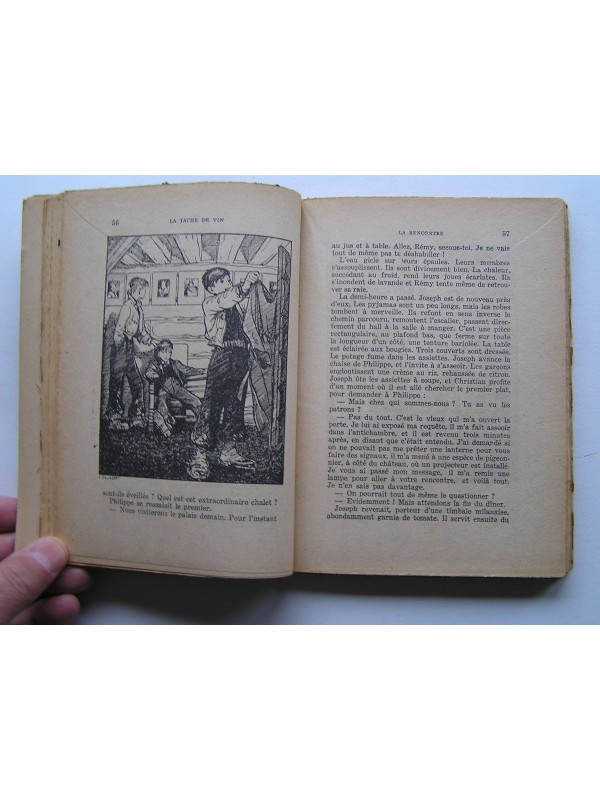 56
LA TACHE DE VIN
sont-ils éveillés ? Quel est cet extraordinaire chalet ?
Philippe se ressaisit le premier.
— Nous visiterons le palais demain. Pour l'instant
LA RENCONTRE
57
au jus et à table. Allez, Rémy, secoue-toi. Je ne vais
tout de même pas te déshabiller !
L'eau gicle sur leurs épaules. Leurs membres
s'assouplissent. Ils sont divinement bien. La chaleur,
succédant au froid, rend leurs joues écarlates. Ils
s'inondent de lavande et Rémy tente même de retrou-
ver sa raie.
La demi-heure a passé. Joseph est de nouveau près
d'eux. Les pyjamas sont un peu longs, mais les robes
tombent à merveille. Ils refont en sens inverse le
chemin parcouru, remontent l'escalier, passent directe-
ment du hall à la salle à manger. C'est une pièce
rectangulaire, au plafond bas, que ferme sur toute
la longueur d'un côté, une tenture bariolée. La table
est éclairée aux bougies. Trois couverts sont dressés.
Le potage fume dans les assiettes. Joseph avance la
chaise de Philippe, et l'invite à s'asseoir. Les garçons
engloutissent une crème au riz, rehaussée de citron.
Joseph ôte les assiettes à soupe, et Christian profite
d'un moment où il est allé chercher le premier plat,
pour demander à Philippe :
— Mais chez qui sommes-nous ? Tu as vu les
patrons ?
— Pas du tout. C'est le vieux qui m'a ouvert la
porte. Je lui ai exposé ma requête, il m'a fait asseoir
dans l'antichambre, et il est revenu trois minutes
après, en disant que c'était entendu. J'ai demandé si
on ne pouvait pas me prêter une lanterne pour vous
faire des signaux, il m'a mené à une espèce de pigeon-
nier, à côté du château, où un projecteur est installé.
Je vous ai passé mon message, il m'a remis une
lampe pour aller à votre rencontre, et voilà tout.
Je n'en sais pas davantage.
— On pourrait tout de même le questionner ?
— Evidemment ! Mais attendons la fin du dîner.
Joseph revenait, porteur d'une timbale milanaise,
abondamment garnie de tomate. Il servit ensuite du